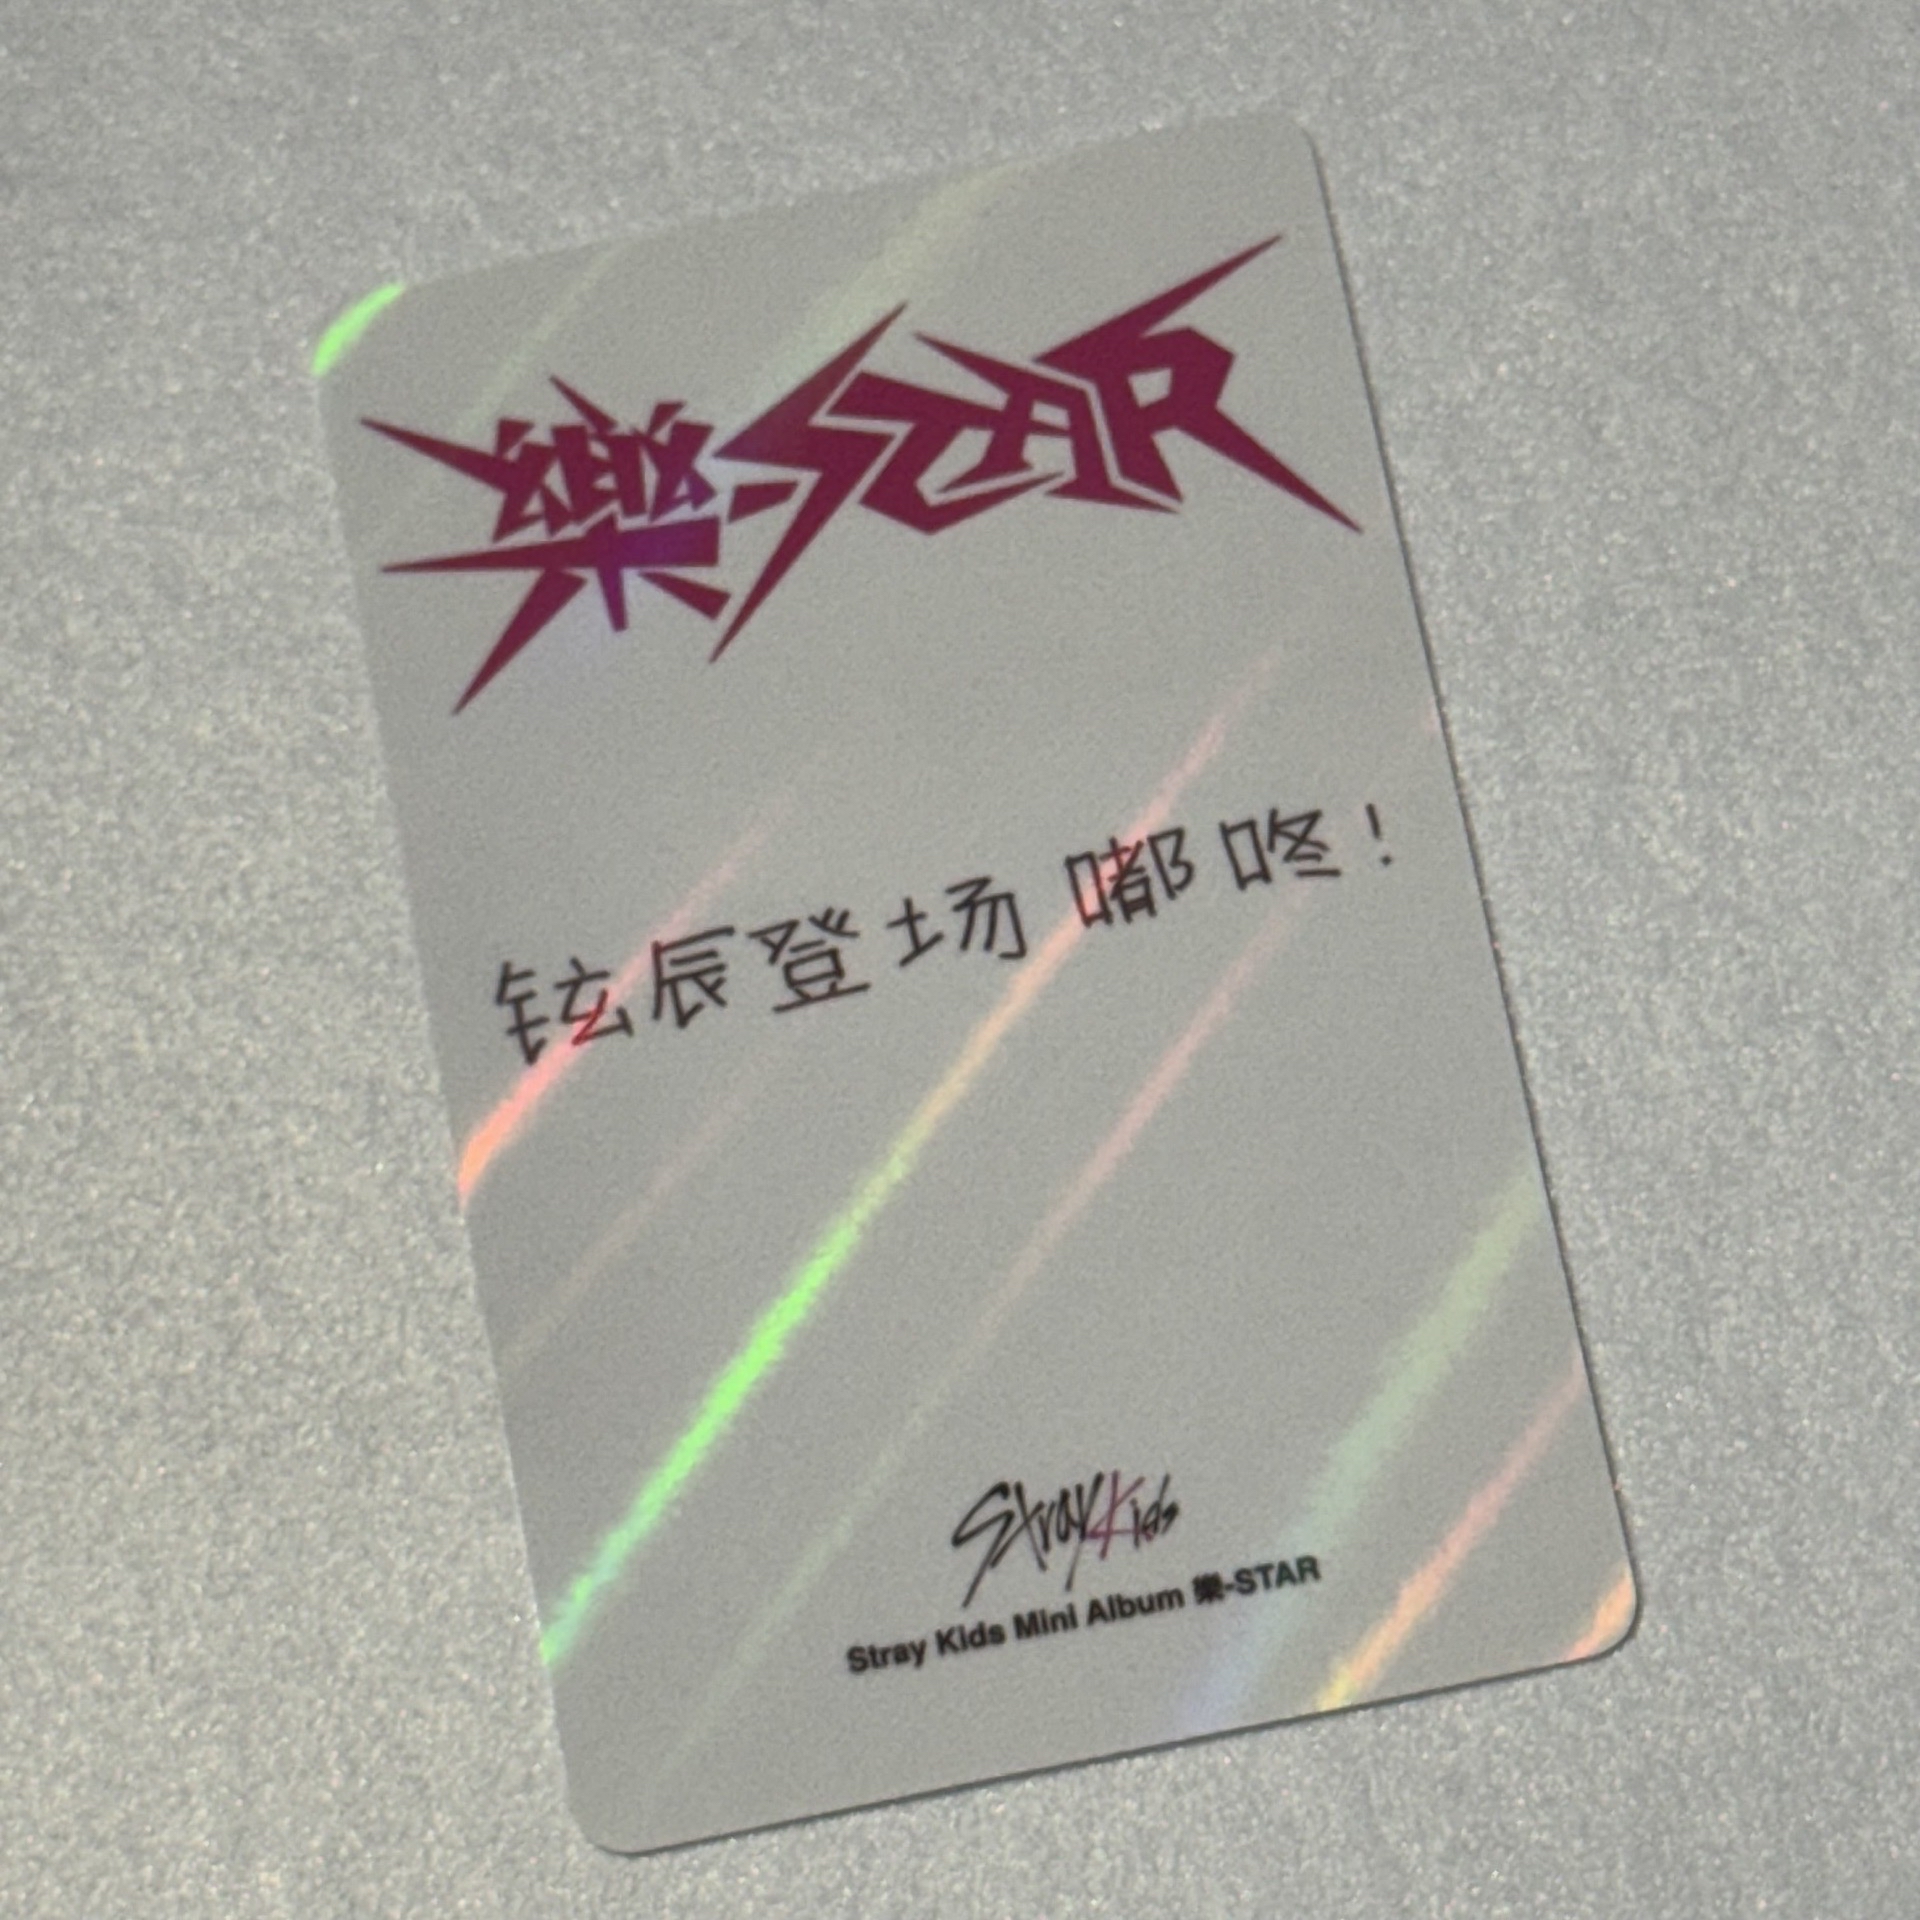 樂-STAR
铉辰登场 嘟咚!
Stray Kids
Stray Kids Mini Album 樂-STAR